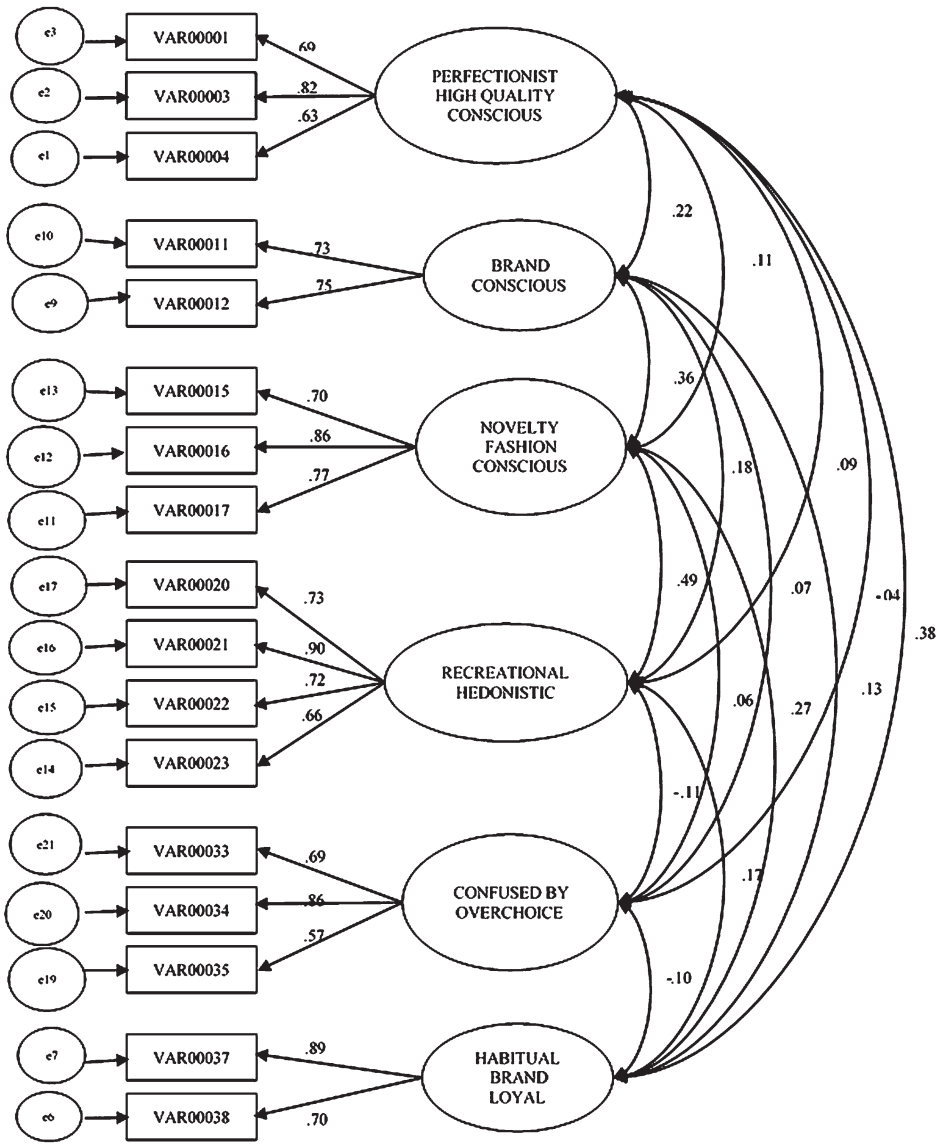 e3
VAR00001
.69
e2
VAR00003
.82
e1
VAR00004
.63
PERFECTIONIST
HIGH QUALITY
CONSCIOUS
e10
VAR00011
.73
e9
VAR00012
.75
BRAND
CONSCIOUS
e13
VAR00015
.70
e12
VAR00016
.86
e11
VAR00017
.77
NOVELTY
FASHION
CONSCIOUS
e17
VAR00020
.73
e16
VAR00021
.90
e15
VAR00022
.72
e14
VAR00023
.66
RECREATIONAL
HEDONISTIC
e21
VAR00033
.69
e20
VAR00034
.86
e19
VAR00035
.57
CONFUSED BY
OVERCHOICE
e7
VAR00037
.89
e6
VAR00038
.70
HABITUAL
BRAND
LOYAL
.22
.11
.36
.18
.09
.49
.07
-.04
.38
.06
.27
.13
-.11
.17
-.10